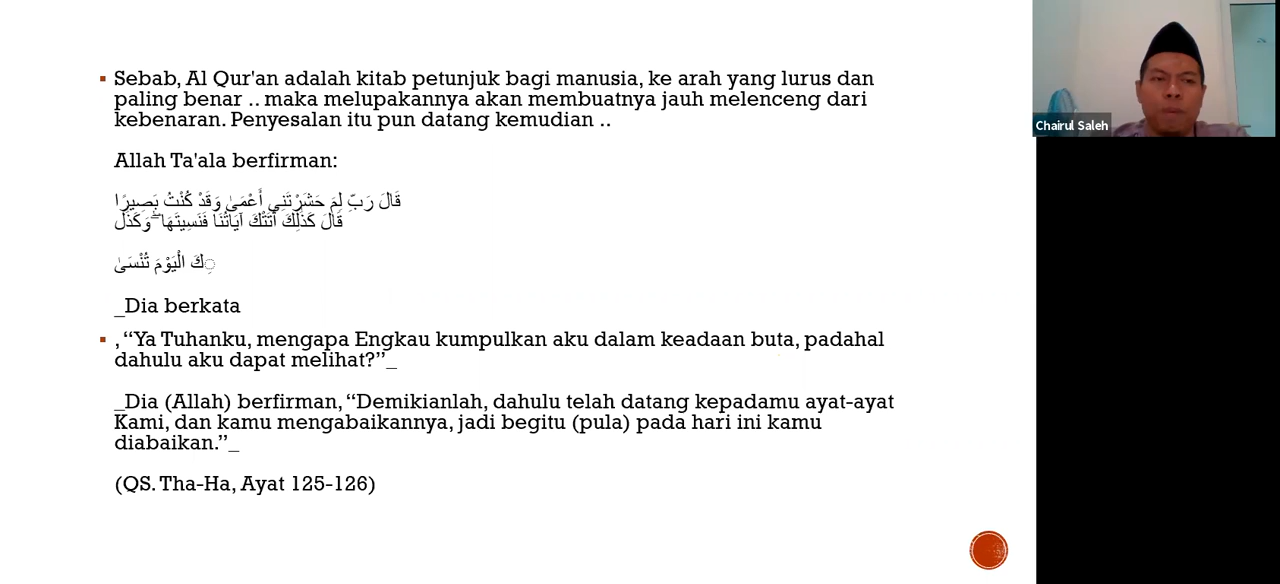 Sebab, Al Qur'an adalah kitab petunjuk bagi manusia, ke arah yang lurus dan
paling benar .. maka melupakannya akan membuatnya jauh melenceng dari
kebenaran. Penyesalan itu pun datang kemudian ..
Allah Ta'ala berfirman:
قَالَ رَبِّ لِمَ حَشَرْتَنِي أَعْمَىٰ وَقَدْ كُنْتُ بَصِيرًا
قَالَ كَذَٰلِكَ أَتَتْكَ آيَاتُنَا فَنَسِيتَهَا ۖ وَكَذَٰل
ِكَ الْيَوْمَ تُنْسَىٰ
_Dia berkata
, “Ya Tuhanku, mengapa Engkau kumpulkan aku dalam keadaan buta, padahal
dahulu aku dapat melihat?”_
_Dia (Allah) berfirman, “Demikianlah, dahulu telah datang kepadamu ayat-ayat
Kami, dan kamu mengabaikannya, jadi begitu (pula) pada hari ini kamu
diabaikan.”_
(QS. Tha-Ha, Ayat 125-126)
Chairul Saleh